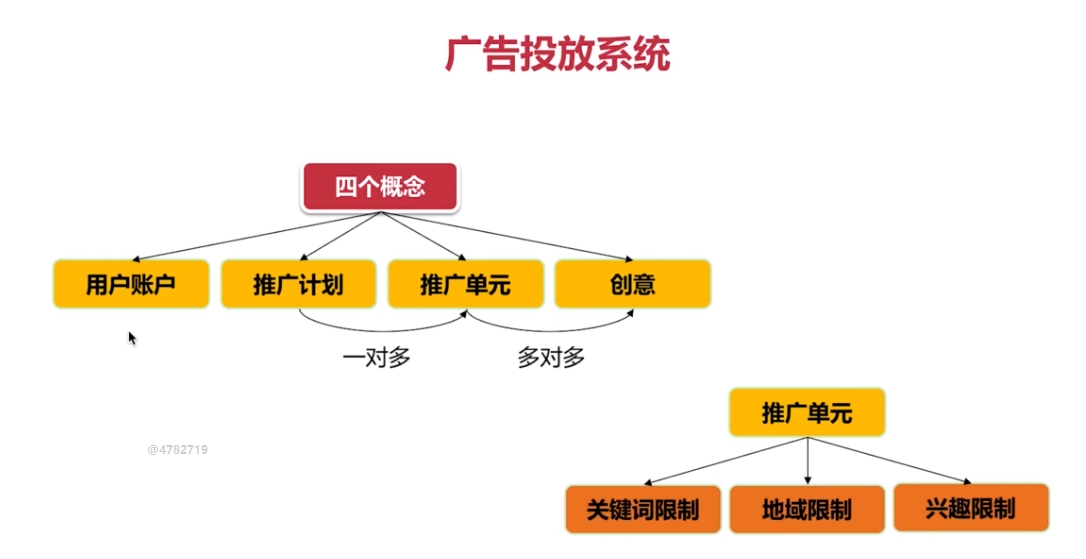 广告投放系统
四个概念
用户账户
推广计划
推广单元
创意
一对多
多对多
推广单元
@4782719
关键词限制
地域限制
兴趣限制